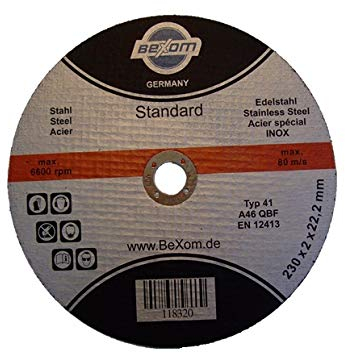 BeXom
GERMANY
Standard
Stahl
Steel
Acier
Edelstahl
Stainless Steel
Acier spécial
INOX
max.
6600 rpm
max.
80 m/s
Typ 41
A46 QBF
EN 12413
230 x 2 x 22,2 mm
www.BeXom.de
118320